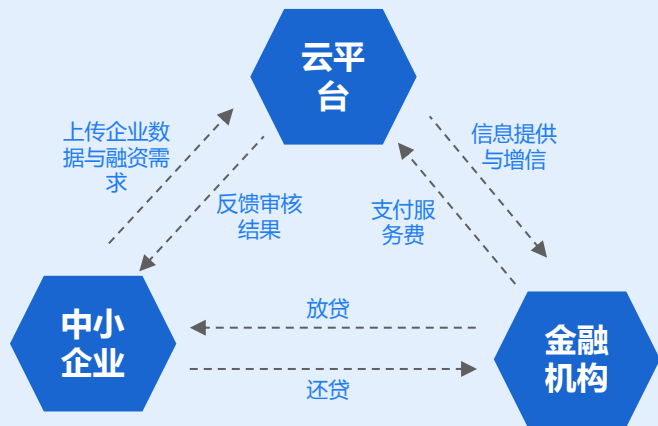 云平
台
上传企业数
据与融资需
求
信息提供
与增信
反馈审核
结果
支付服
务费
中小
企业
放贷
金融
机构
还贷